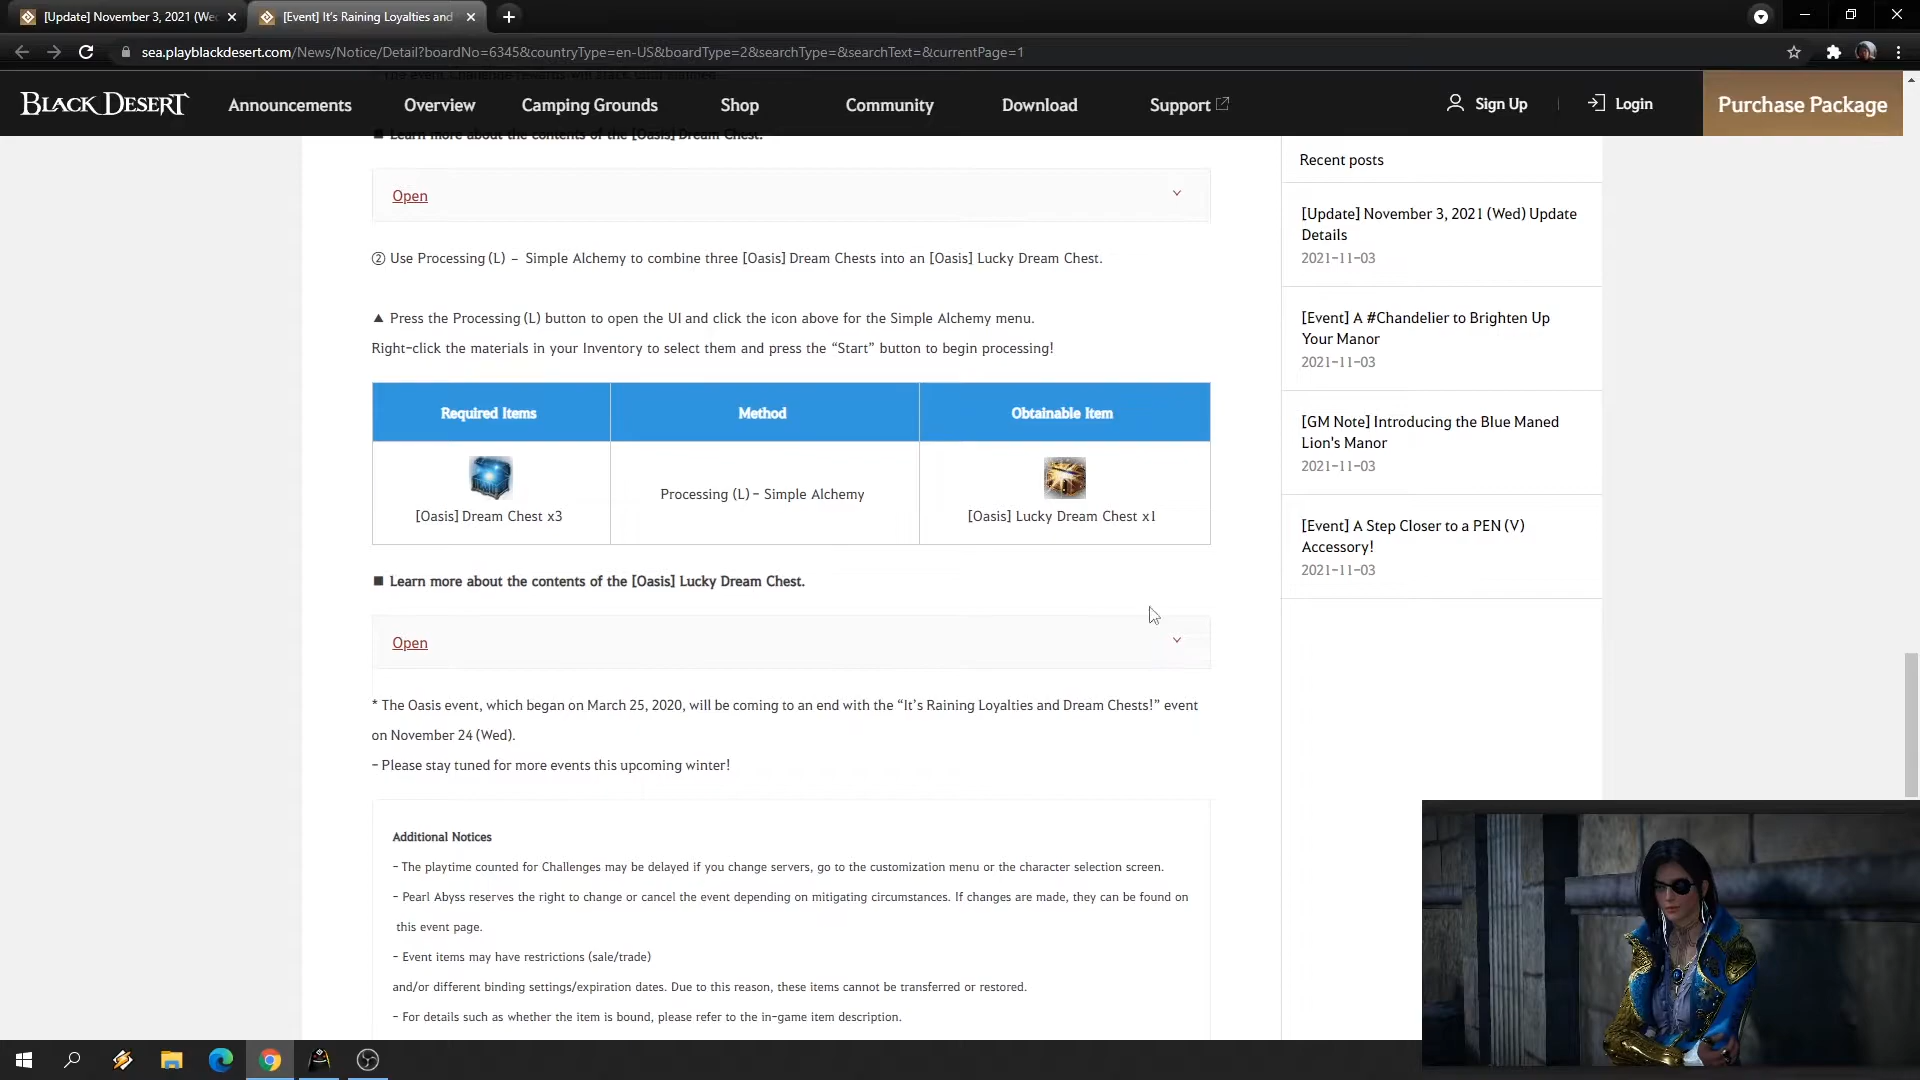 [Update] November 3, 2021 (We
[Event] It's Raining Loyalties and
sea.playblackdesert.com/News/Notice/Detail?boardNo=6345&countryType=en-US&boardType=2&searchType=&searchText=&currentPage=1
BLACK DESERT
Announcements
Overview
Camping Grounds
Shop
Community
Download
Support
Sign Up
Login
Purchase Package
■ Learn more about the contents of the [Oasis] Dream Chest.
Open
② Use Processing (L) – Simple Alchemy to combine three [Oasis] Dream Chests into an [Oasis] Lucky Dream Chest.
▲ Press the Processing (L) button to open the UI and click the icon above for the Simple Alchemy menu.
Right-click the materials in your Inventory to select them and press the “Start” button to begin processing!
Required Items
Method
Obtainable Item
[Oasis] Dream Chest x3
Processing (L) - Simple Alchemy
[Oasis] Lucky Dream Chest x1
■ Learn more about the contents of the [Oasis] Lucky Dream Chest.
Open
* The Oasis event, which began on March 25, 2020, will be coming to an end with the “It’s Raining Loyalties and Dream Chests!” event
on November 24 (Wed).
- Please stay tuned for more events this upcoming winter!
Additional Notices
- The playtime counted for Challenges may be delayed if you change servers, go to the customization menu or the character selection screen.
- Pearl Abyss reserves the right to change or cancel the event depending on mitigating circumstances. If changes are made, they can be found on
this event page.
- Event items may have restrictions (sale/trade)
and/or different binding settings/expiration dates. Due to this reason, these items cannot be transferred or restored.
- For details such as whether the item is bound, please refer to the in-game item description.
Recent posts
[Update] November 3, 2021 (Wed) Update
Details
2021-11-03
[Event] A #Chandelier to Brighten Up
Your Manor
2021-11-03
[GM Note] Introducing the Blue Maned
Lion's Manor
2021-11-03
[Event] A Step Closer to a PEN (V)
Accessory!
2021-11-03